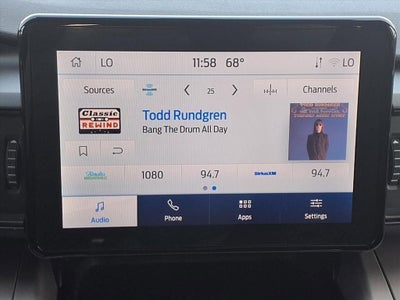 LO 11:58 68° LO
Sources SiriusXM 25 Channels
Classic
REWIND
Todd Rundgren
Bang The Drum All Day
1080 94.7 SiriusXM 94.7
Audio Phone Apps Settings